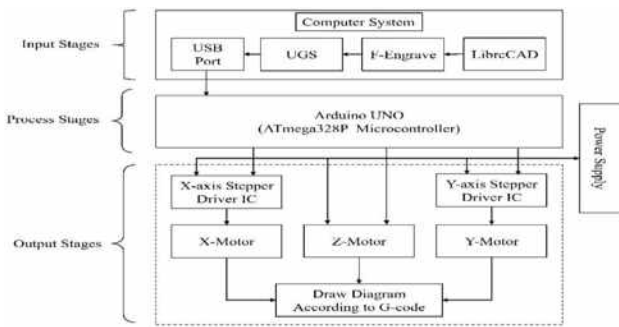 Computer System
Input Stages
USB
Port
UGS
F-Engrave
LibrcCAD
Process Stages
Arduino UNO
(ATmega328P Microcontroller)
Power Supply
X-axis Stepper
Driver IC
Y-axis Stepper
Driver IC
Output Stages
X-Motor
Z-Motor
Y-Motor
Draw Diagram
According to G-code